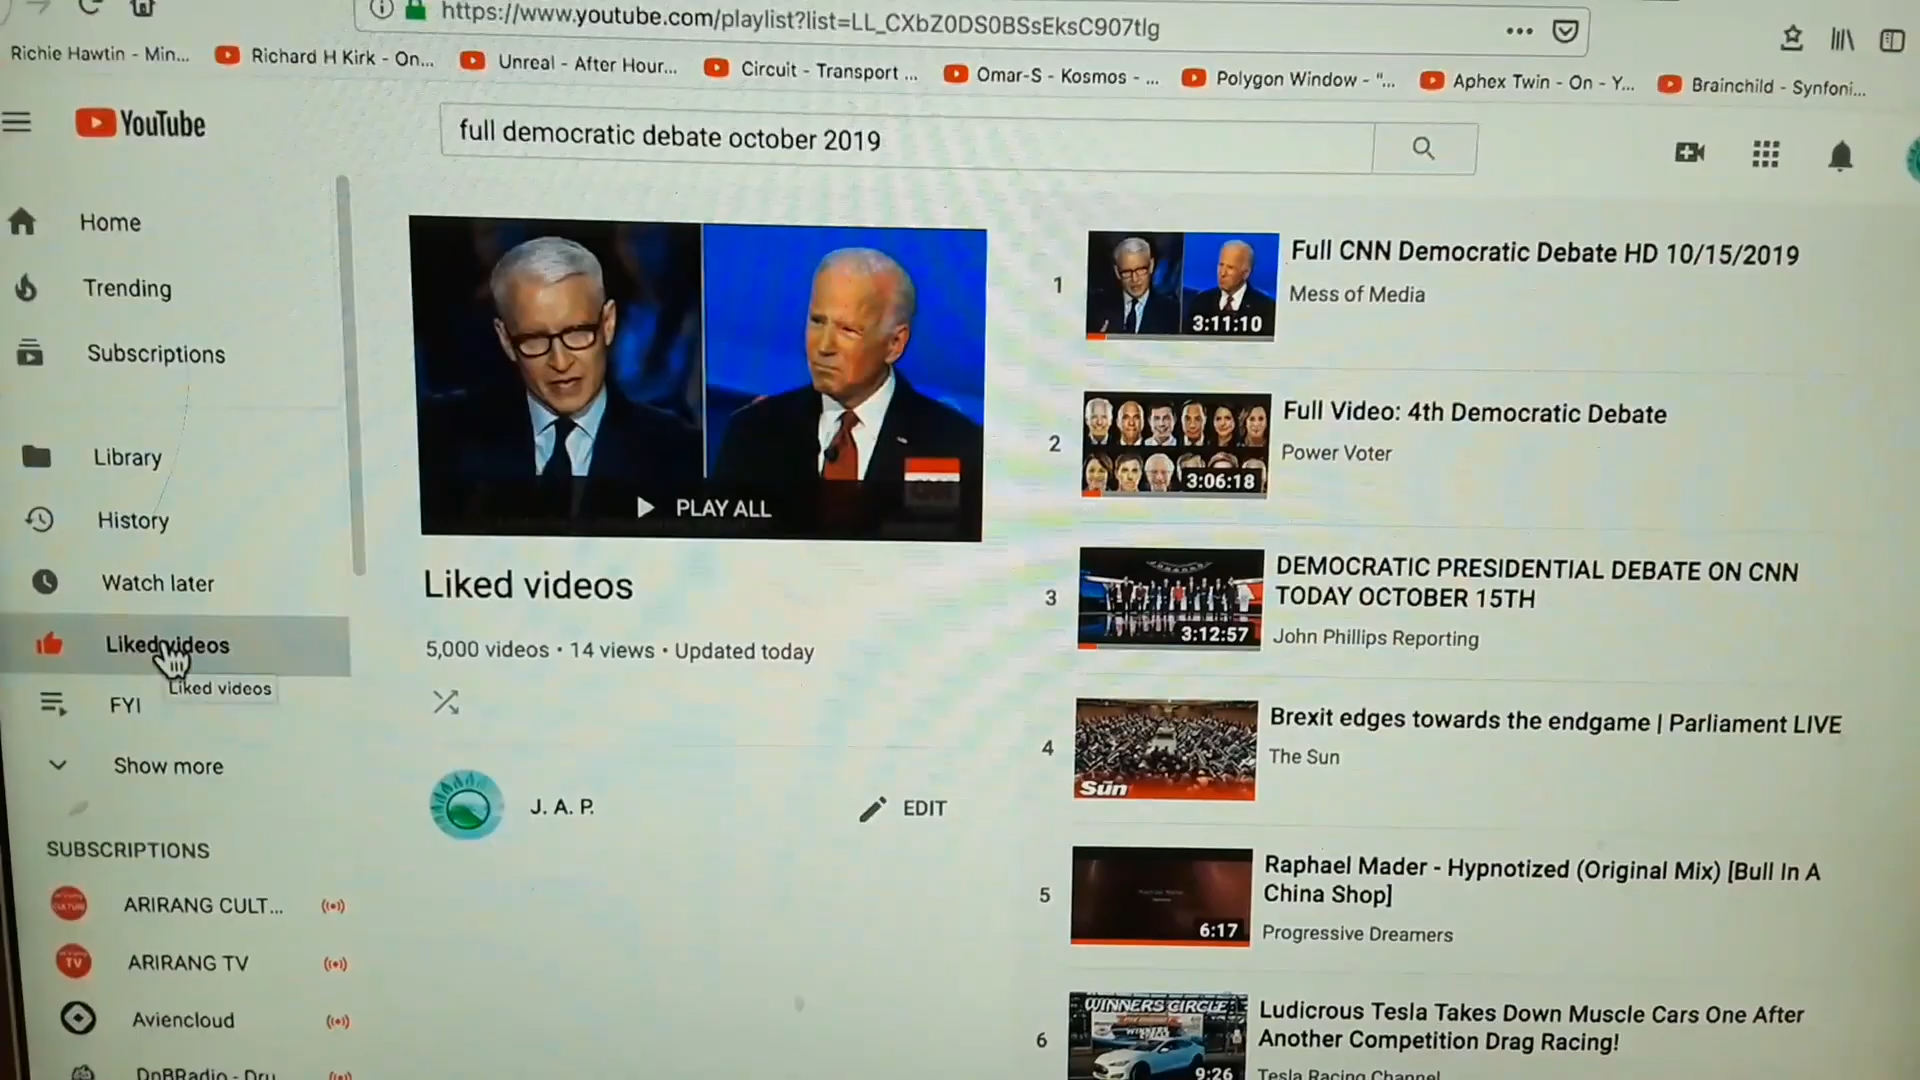 https://www.youtube.com/playlist?list=LL_CXbZ0DS0BSsEksC907tlg
Richie Hawtin - Min...
Richard H Kirk - On...
Unreal - After Hour...
Circuit - Transport ...
Omar-S - Kosmos - ...
Polygon Window - "...
Aphex Twin - On - Y...
Brainchild - Synfoni...
YouTube
full democratic debate october 2019
Home
Trending
Subscriptions
Library
History
Watch later
Liked videos
Liked videos
FYI
Show more
SUBSCRIPTIONS
ARIRANG CULT...
ARIRANG TV
Aviencloud
DnBRadio - Dru
PLAY ALL
Liked videos
5,000 videos • 14 views • Updated today
J. A. P.
EDIT
1
3:11:10
Full CNN Democratic Debate HD 10/15/2019
Mess of Media
2
3:06:18
Full Video: 4th Democratic Debate
Power Voter
3
3:12:57
DEMOCRATIC PRESIDENTIAL DEBATE ON CNN
TODAY OCTOBER 15TH
John Phillips Reporting
4
Sun
Brexit edges towards the endgame | Parliament LIVE
The Sun
5
6:17
Raphael Mader - Hypnotized (Original Mix) [Bull In A
China Shop]
Progressive Dreamers
6
WINNERS CIRCLE
9:26
Ludicrous Tesla Takes Down Muscle Cars One After
Another Competition Drag Racing!
Tesla Racing Channel